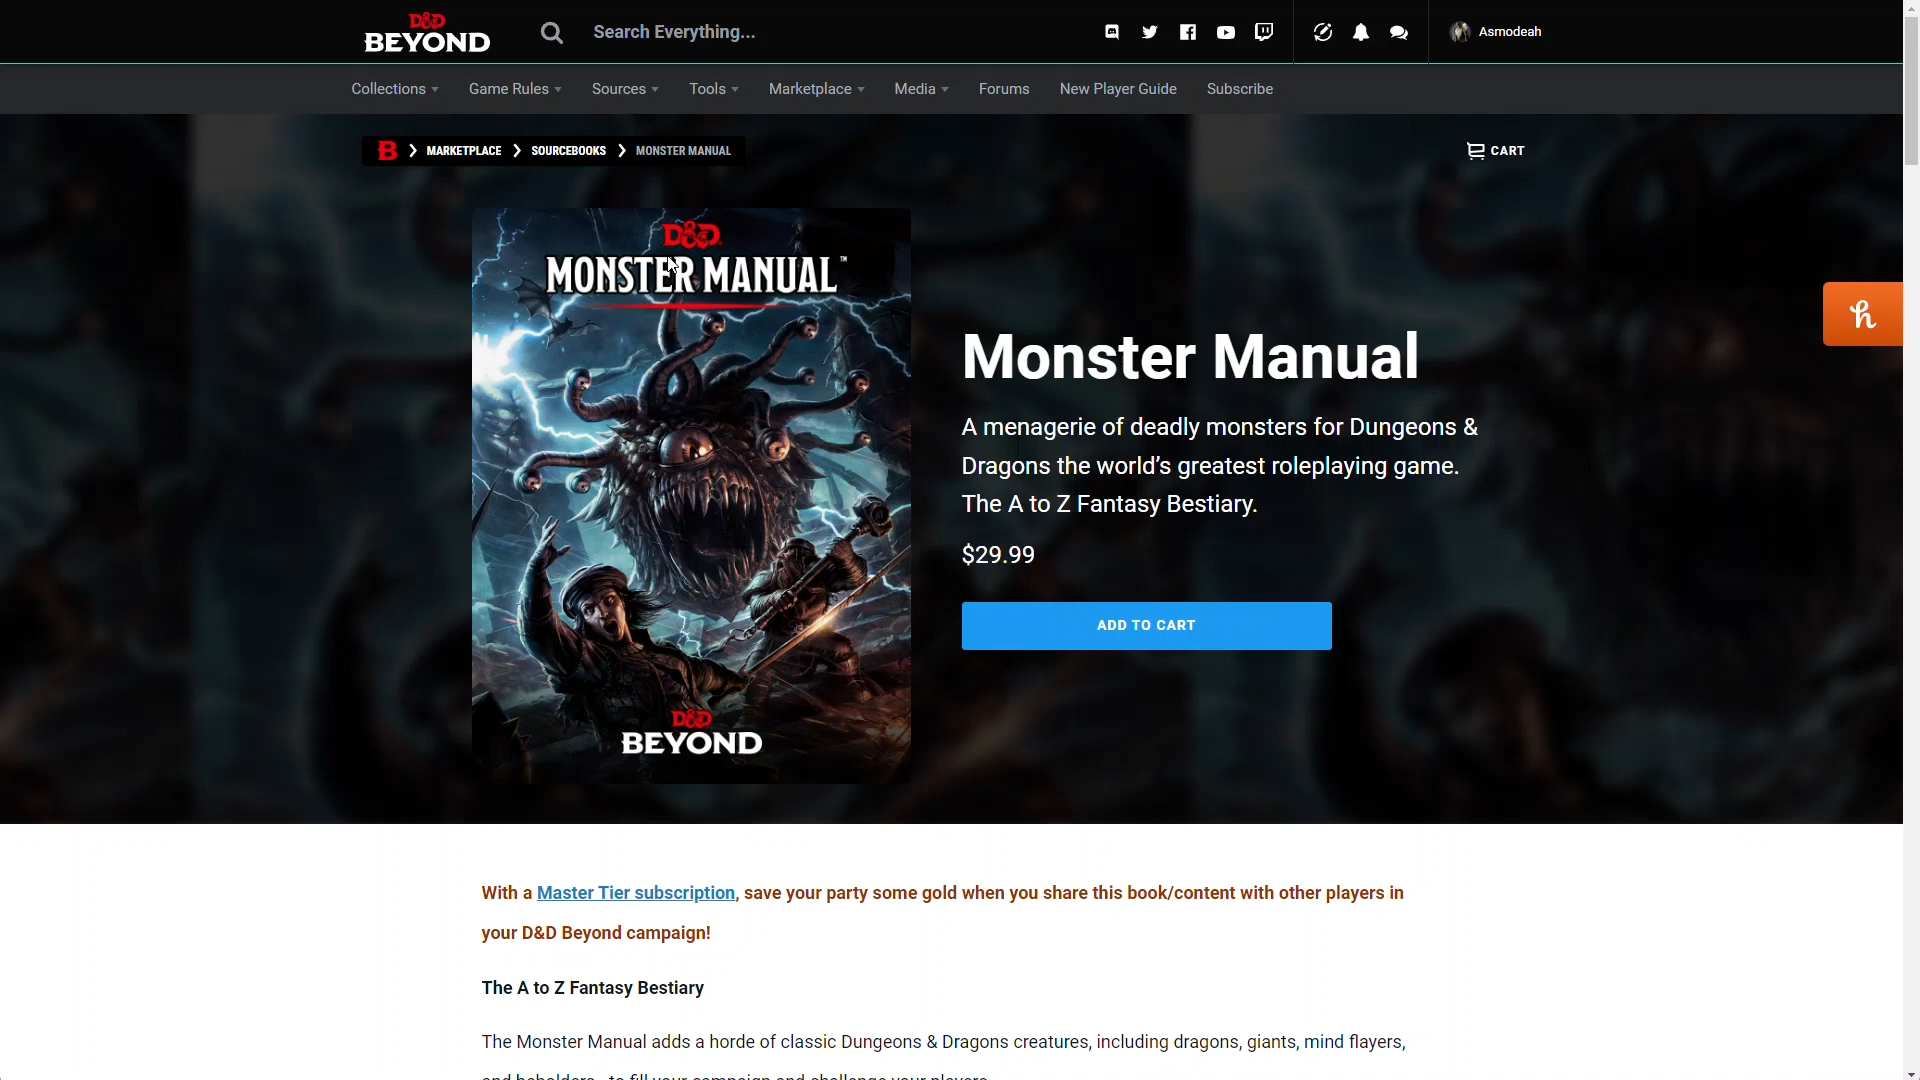 D&D
BEYOND
Search Everything...
Asmodeah
Collections
Game Rules
Sources
Tools
Marketplace
Media
Forums
New Player Guide
Subscribe
B
MARKETPLACE
SOURCEBOOKS
MONSTER MANUAL
CART
D&D
MONSTER MANUAL™
D&D
BEYOND
Monster Manual
A menagerie of deadly monsters for Dungeons &
Dragons the world's greatest roleplaying game.
The A to Z Fantasy Bestiary.
$29.99
ADD TO CART
h
With a Master Tier subscription, save your party some gold when you share this book/content with other players in
your D&D Beyond campaign!
The A to Z Fantasy Bestiary
The Monster Manual adds a horde of classic Dungeons & Dragons creatures, including dragons, giants, mind flayers,